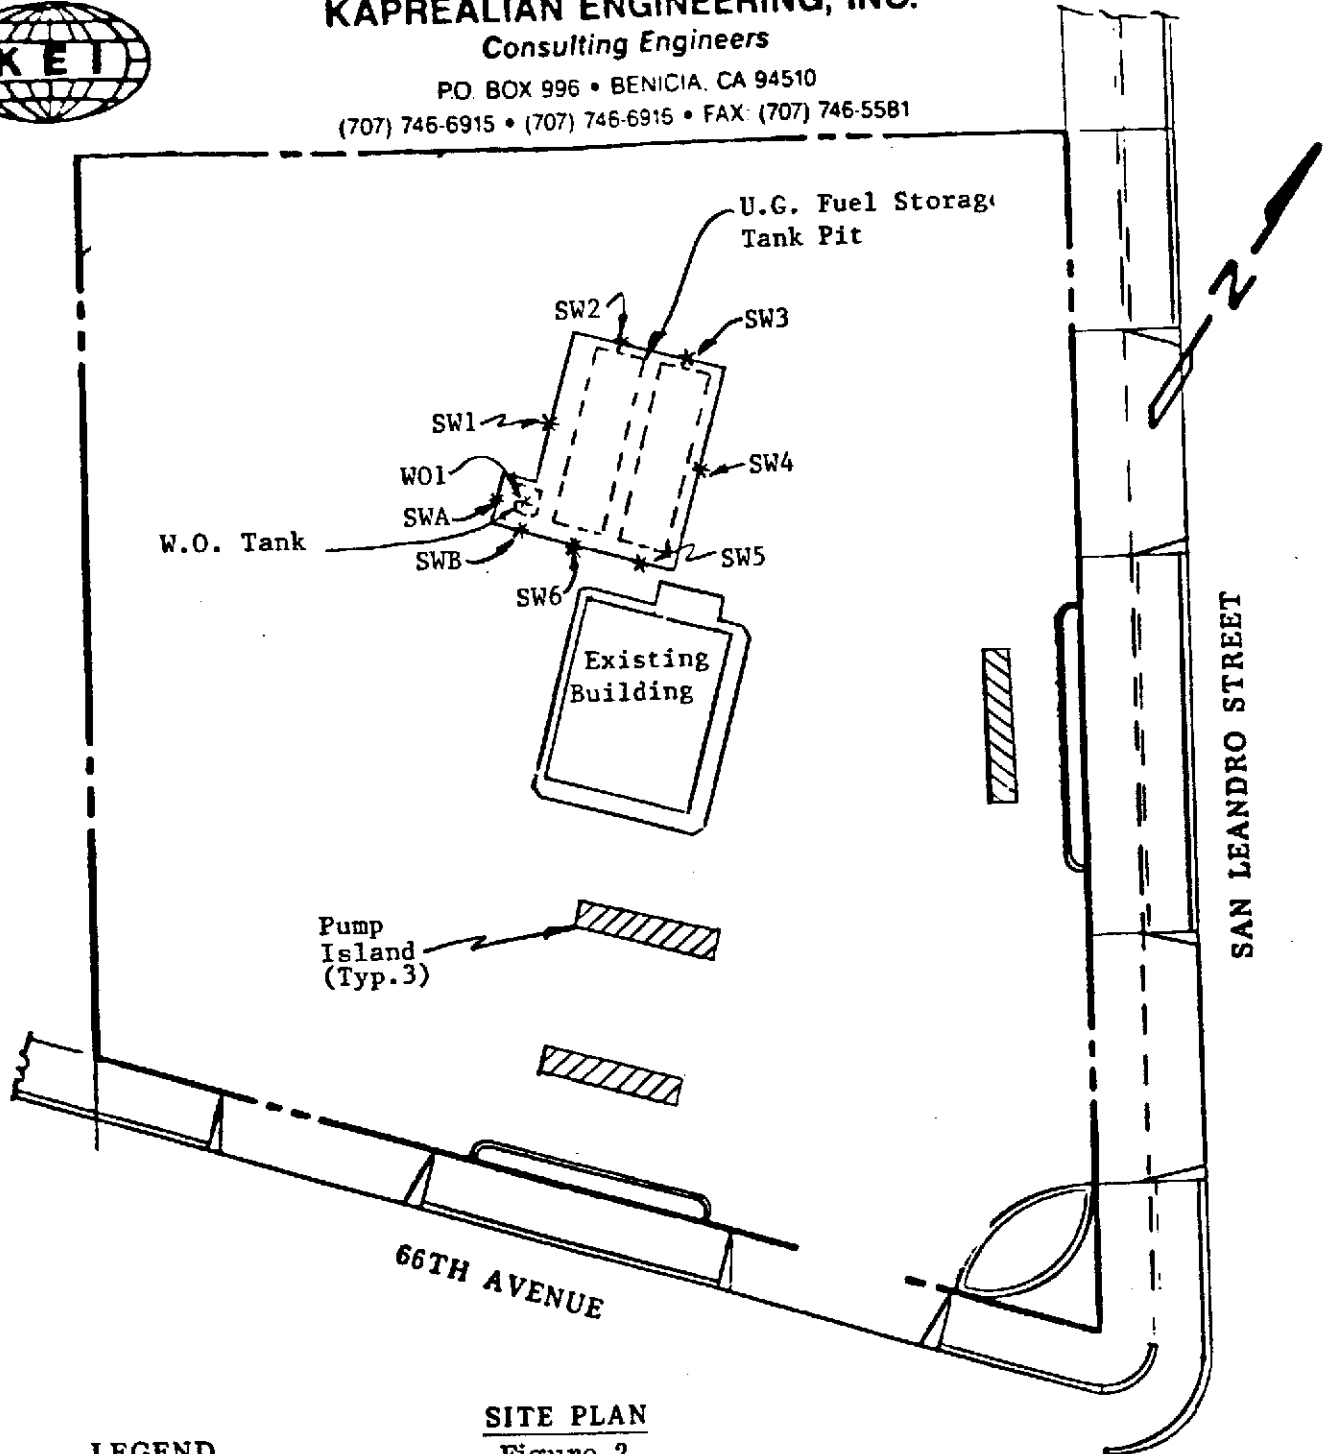 KAPREALIAN ENGINEERING, INC.
Consulting Engineers
P.O. BOX 996 • BENICIA, CA 94510
(707) 746-6915 • (707) 746-6915 • FAX: (707) 746-5581
KEI
U.G. Fuel Storag
Tank Pit
N
SW2
SW3
SW1
SW4
WO1
SWA
W.O. Tank
SWB
SW5
SW6
Existing
Building
SAN LEANDRO STREET
Pump
Island
(Typ.3)
66TH AVENUE
SITE PLAN
LEGEND
Figure 2